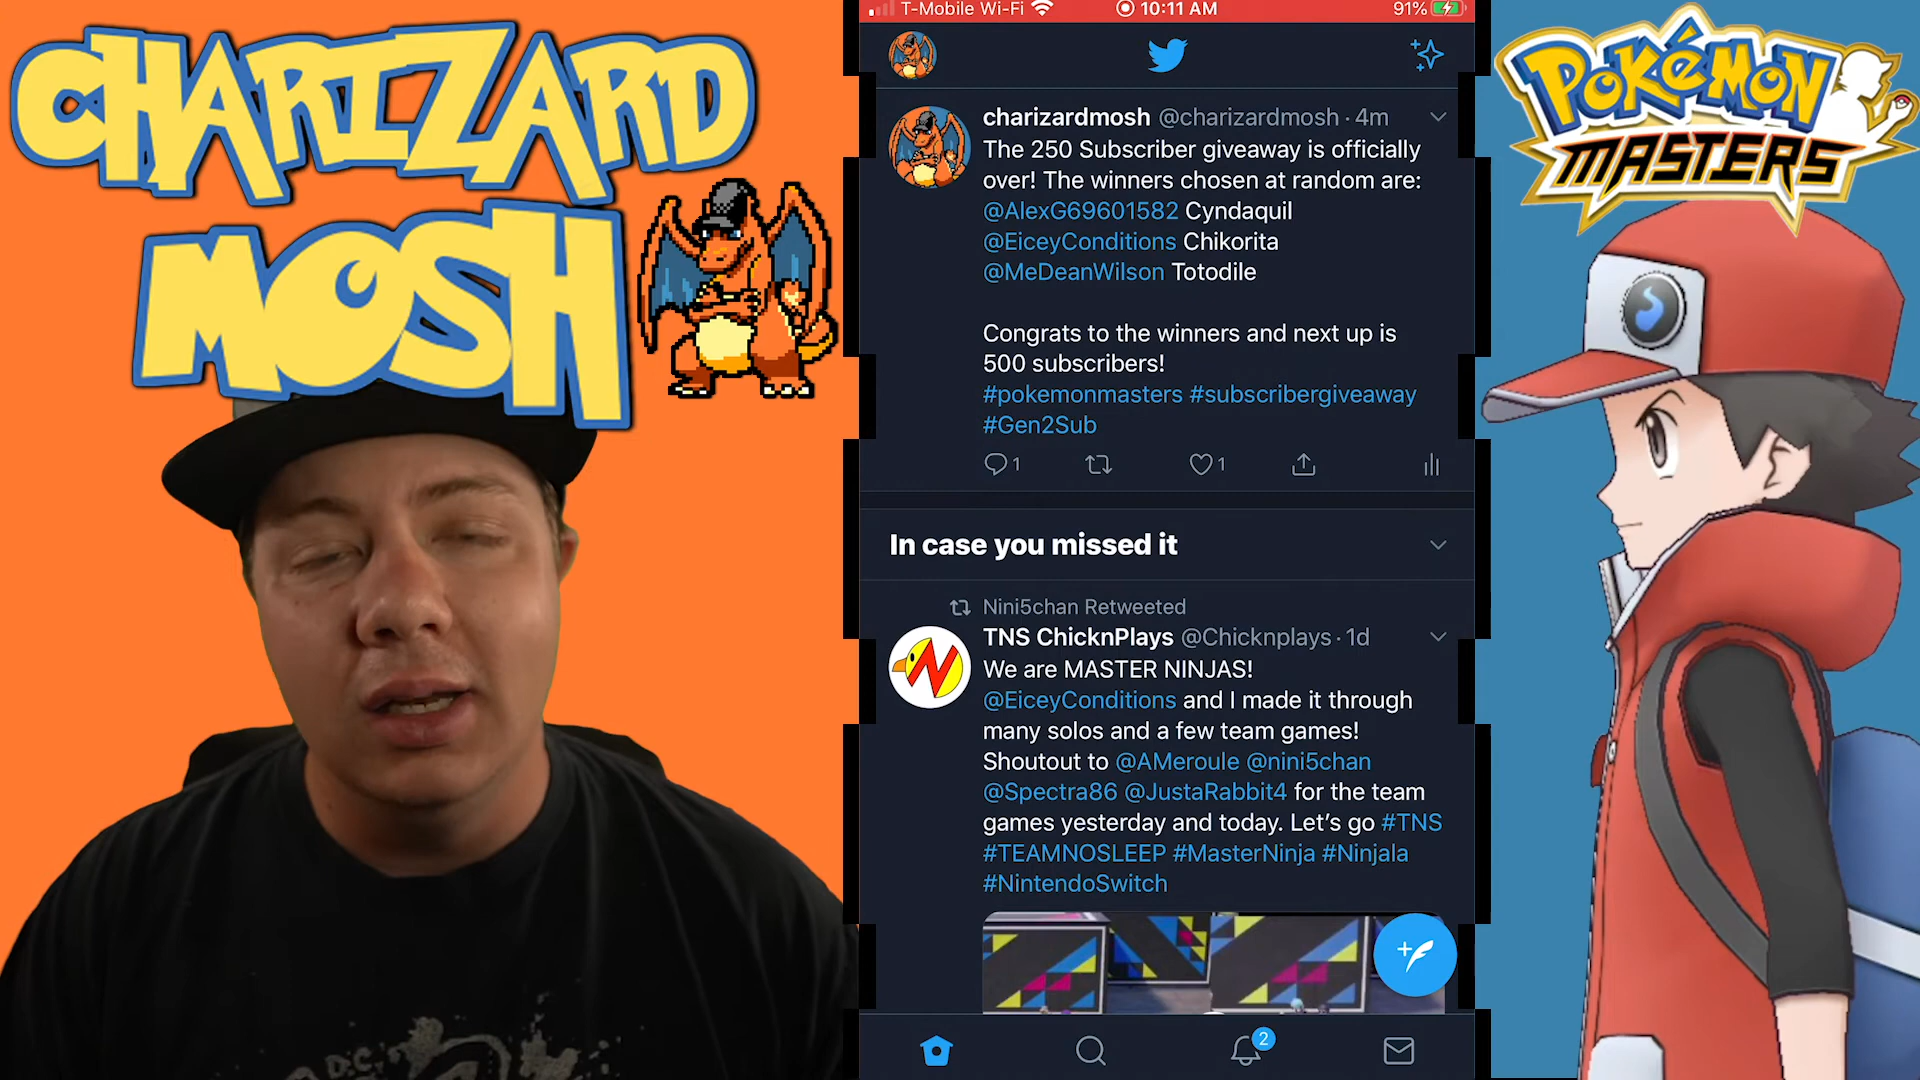 CHARIZARD
MOSH
D.C.
T-Mobile Wi-Fi 10:11 AM 91%
charizardmosh @charizardmosh · 4m
The 250 Subscriber giveaway is officially
over! The winners chosen at random are:
@AlexG69601582 Cyndaquil
@EiceyConditions Chikorita
@MeDeanWilson Totodile
Congrats to the winners and next up is
500 subscribers!
#pokemonmasters #subscribergiveaway
#Gen2Sub
1 1
In case you missed it
Nini5chan Retweeted
TNS ChicknPlays @Chicknplays · 1d
We are MASTER NINJAS!
@EiceyConditions and I made it through
many solos and a few team games!
Shoutout to @AMeroule @nini5chan
@Spectra86 @JustaRabbit4 for the team
games yesterday and today. Let's go #TNS
#TEAMNOSLEEP #MasterNinja #Ninjala
#NintendoSwitch
2
POKéMON
MASTERS